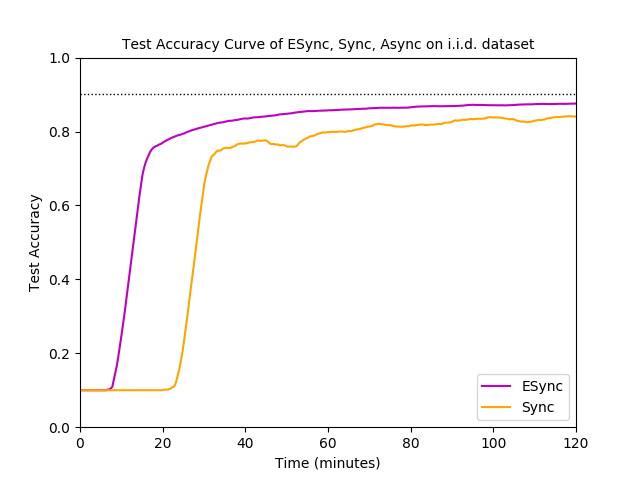 Test Accuracy Curve of ESync, Sync, Async on i.i.d. dataset
1.0
0.8
0.6
0.4
0.2
0.0
Test Accuracy
ESync
Sync
0 20 40 60 80 100 120
Time (minutes)